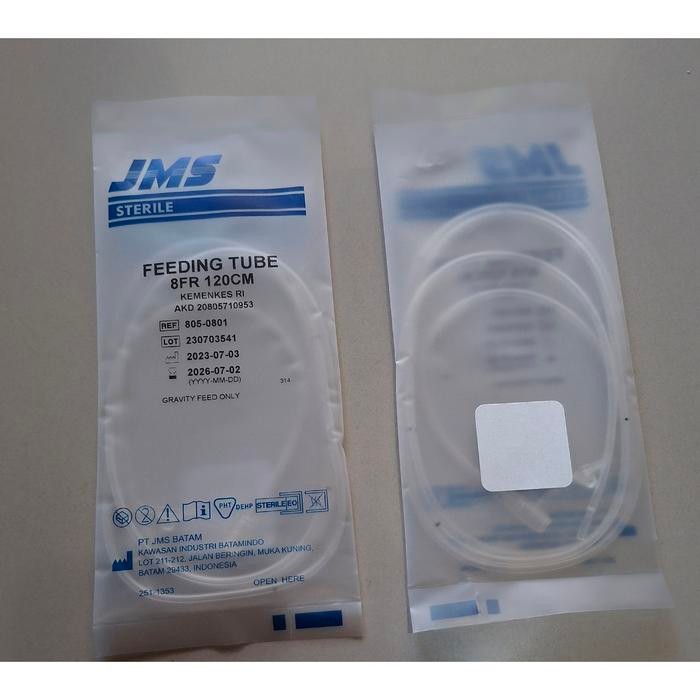 JMS
STERILE
FEEDING TUBE
8FR 120CM
KEMENKES RI
AKD 20805710953
REF 805-0801
LOT 230703541
2023-07-03
2026-07-02
(YYYY-MM-DD)
314
GRAVITY FEED ONLY
2 i PHT DEHP STERILE EO
PT JMS BATAM
KAWASAN INDUSTRI BATAMINDO
LOT 211-212, JALAN BERINGIN, MUKA KUNING,
BATAM 29433, INDONESIA
251-1353
OPEN HERE
JMS